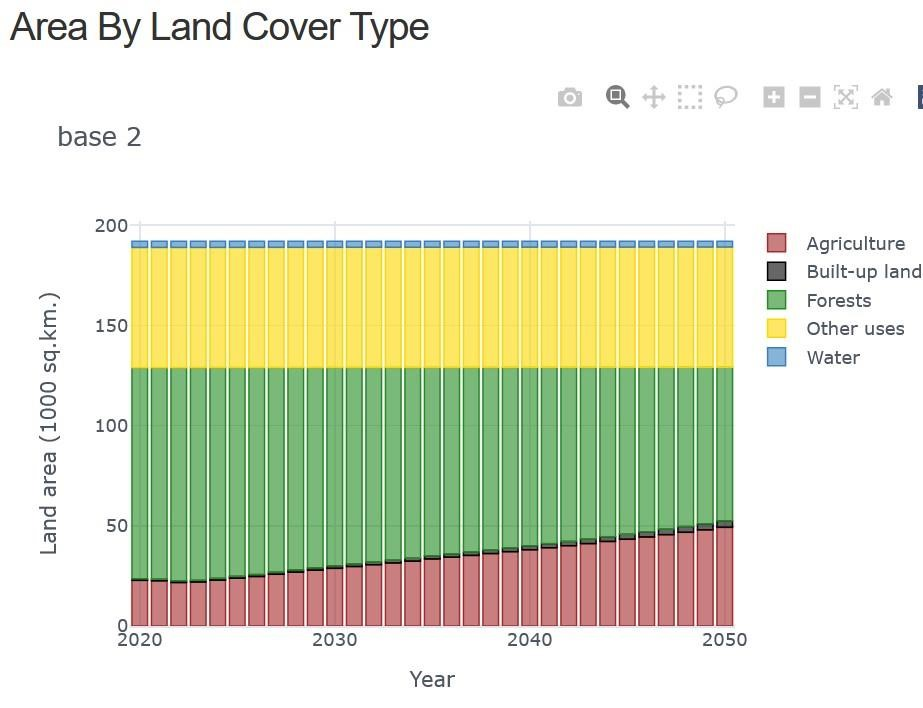 Area By Land Cover Type
base 2
200
150
100
50
0
2020 2030 2040 2050
Year
Land area (1000 sq.km.)
Agriculture
Built-up land
Forests
Other uses
Water